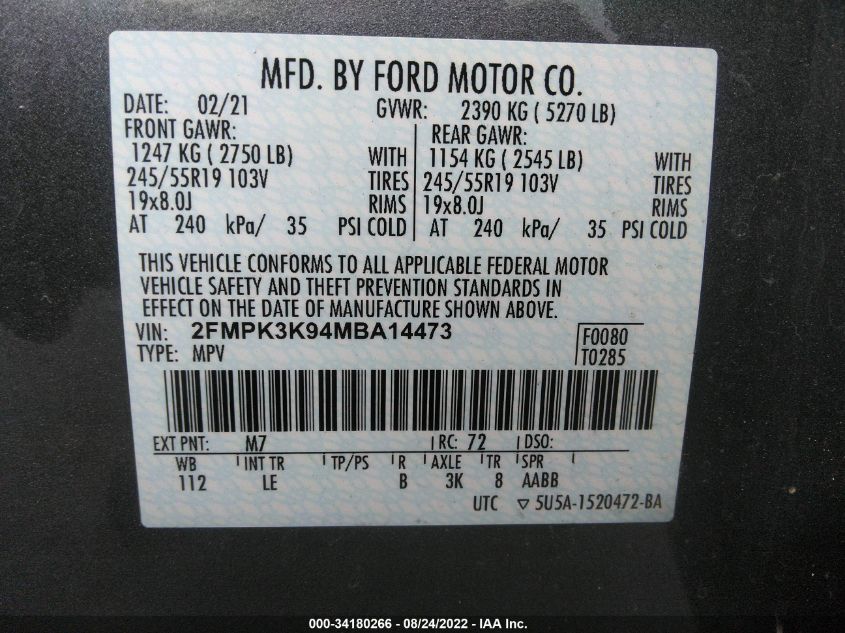 MFD. BY FORD MOTOR CO.
DATE: 02/21 GVWR: 2390 KG ( 5270 LB)
FRONT GAWR: REAR GAWR:
1247 KG ( 2750 LB) WITH 1154 KG ( 2545 LB) WITH
245/55R19 103V TIRES 245/55R19 103V TIRES
19x8.0J RIMS 19x8.0J RIMS
AT 240 kPa/ 35 PSI COLD AT 240 kPa/ 35 PSI COLD
THIS VEHICLE CONFORMS TO ALL APPLICABLE FEDERAL MOTOR
VEHICLE SAFETY AND THEFT PREVENTION STANDARDS IN
EFFECT ON THE DATE OF MANUFACTURE SHOWN ABOVE.
VIN: 2FMPK3K94MBA14473 F0080
TYPE: MPV T0285
EXT PNT: M7 RC: 72 DSO:
WB INT TR TP/PS R AXLE TR SPR
112 LE B 3K 8 AABB
UTC ▽ 5U5A-1520472-BA
000-34180266 - 08/24/2022 - IAA Inc.